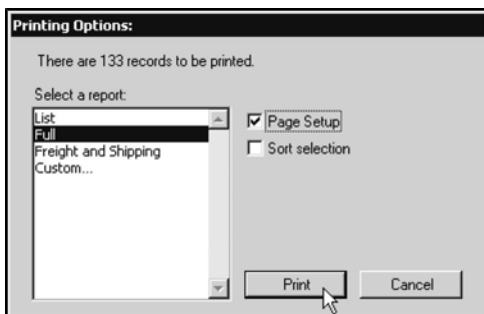 Printing Options:
There are 133 records to be printed.
Select a report:
List
Full
Freight and Shipping
Custom...
Page Setup
Sort selection
Print
Cancel